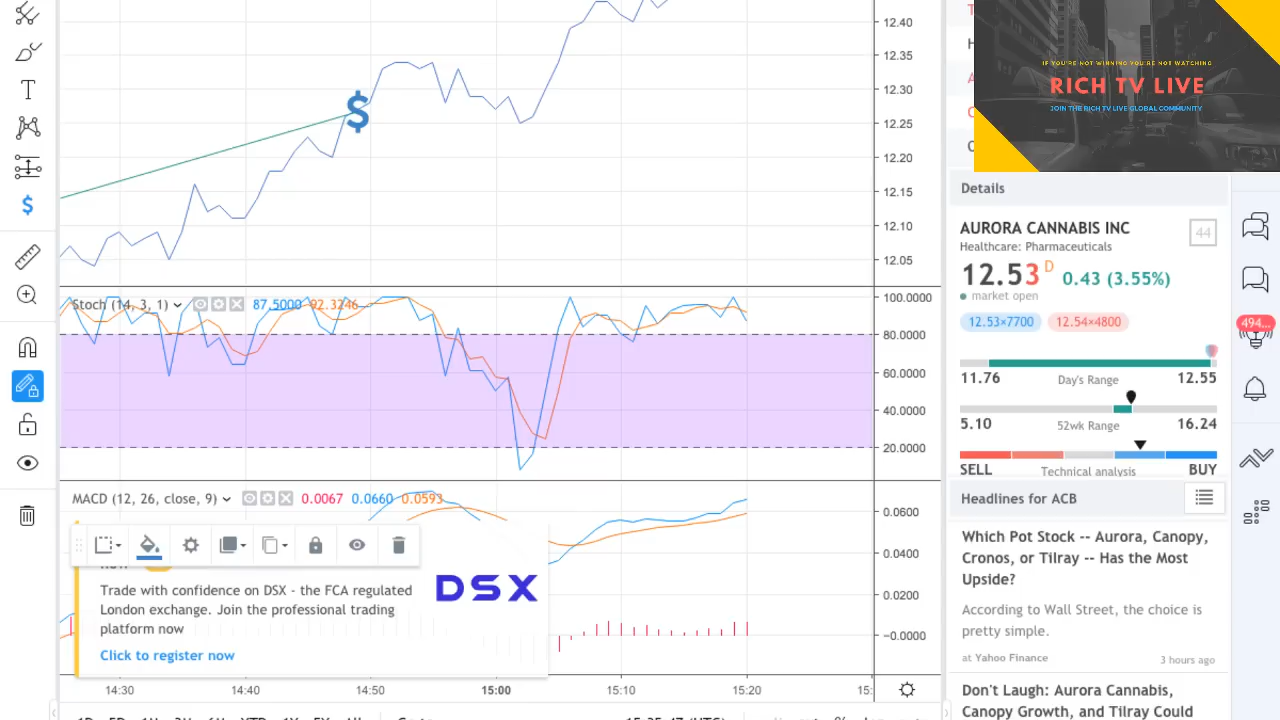 12.40
12.35
12.30
12.25
12.20
12.15
12.10
12.05
$
T
$
Stoch (14, 3, 1) 87.5000 92.3246
100.0000
80.0000
60.0000
40.0000
20.0000
MACD (12, 26, close, 9) 0.0067 0.0660 0.0593
0.0600
0.0400
0.0200
−0.0000
Trade with confidence on DSX - the FCA regulated
London exchange. Join the professional trading
platform now
Click to register now
DSX
14:30 14:40 14:50 15:00 15:10 15:20
IF YOU'RE NOT WINNING YOU'RE NOT WATCHING
RICH TV LIVE
JOIN THE RICH TV LIVE GLOBAL COMMUNITY
Details
AURORA CANNABIS INC
44
Healthcare: Pharmaceuticals
12.53 D 0.43 (3.55%)
market open
12.53×7700 12.54×4800
11.76 Day's Range 12.55
5.10 52wk Range 16.24
SELL Technical analysis BUY
Headlines for ACB
Which Pot Stock -- Aurora, Canopy,
Cronos, or Tilray -- Has the Most
Upside?
According to Wall Street, the choice is
pretty simple.
at Yahoo Finance 3 hours ago
Don't Laugh: Aurora Cannabis,
Canopy Growth, and Tilray Could
494...